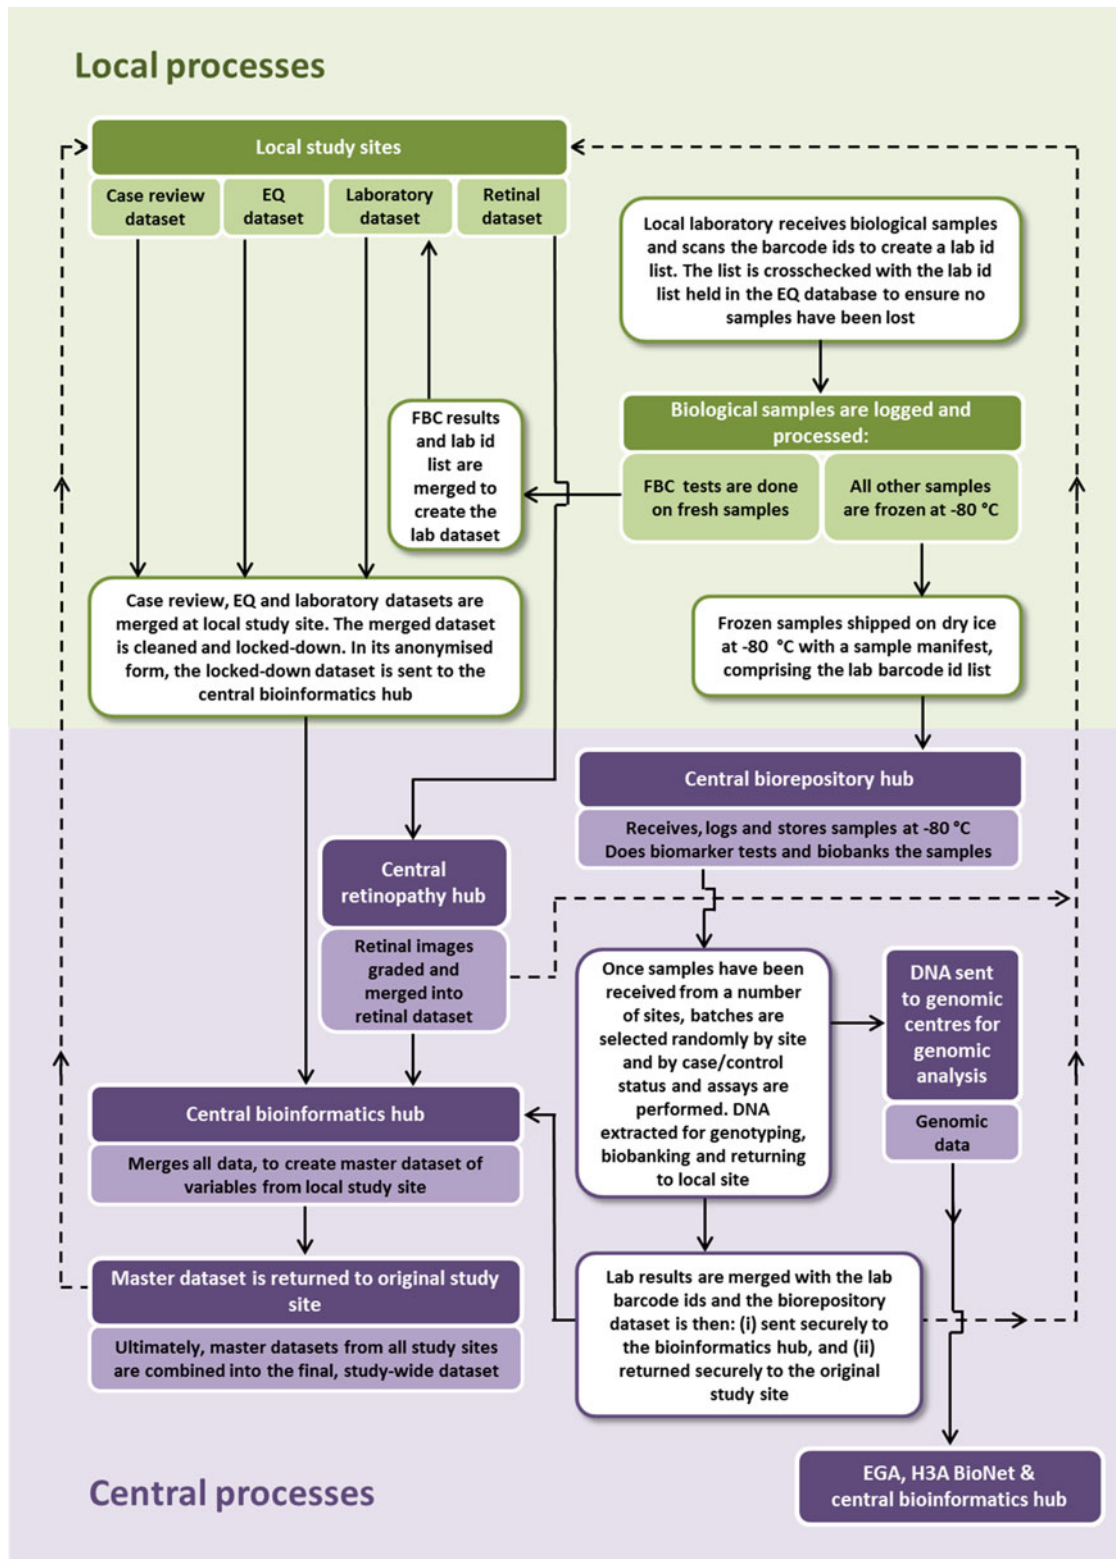 Local processes
Local study sites
Case review
dataset
EQ
dataset
Laboratory
dataset
Retinal
dataset
Local laboratory receives biological samples
and scans the barcode ids to create a lab id
list. The list is crosschecked with the lab id
list held in the EQ database to ensure no
samples have been lost
Biological samples are logged and
processed:
FBC tests are done
on fresh samples
All other samples
are frozen at -80 °C
FBC results
and lab id
list are
merged to
create the
lab dataset
Case review, EQ and laboratory datasets are
merged at local study site. The merged dataset
is cleaned and locked-down. In its anonymised
form, the locked-down dataset is sent to the
central bioinformatics hub
Frozen samples shipped on dry ice
at -80 °C with a sample manifest,
comprising the lab barcode id list
Central biorepository hub
Receives, logs and stores samples at -80 °C
Does biomarker tests and biobanks the samples
Central
retinopathy hub
Retinal images
graded and
merged into
retinal dataset
Once samples have been
received from a number
of sites, batches are
selected randomly by site
and by case/control
status and assays are
performed. DNA
extracted for genotyping,
biobanking and returning
to local site
DNA sent
to genomic
centres for
genomic
analysis
Genomic
data
Central bioinformatics hub
Merges all data, to create master dataset of
variables from local study site
Master dataset is returned to original study
site
Ultimately, master datasets from all study sites
are combined into the final, study-wide dataset
Lab results are merged with the lab
barcode ids and the biorepository
dataset is then: (i) sent securely to
the bioinformatics hub, and (ii)
returned securely to the original
study site
EGA, H3A BioNet &
central bioinformatics hub
Central processes